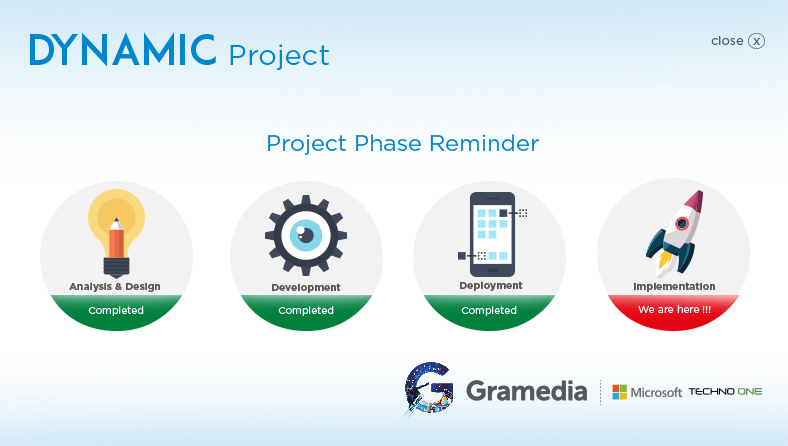 DYNAMIC Project
close x
Project Phase Reminder
Analysis & Design
Completed
Development
Completed
Deployment
Completed
Implementation
We are here !!!
G Gramedia
Microsoft
TECHNO ONE